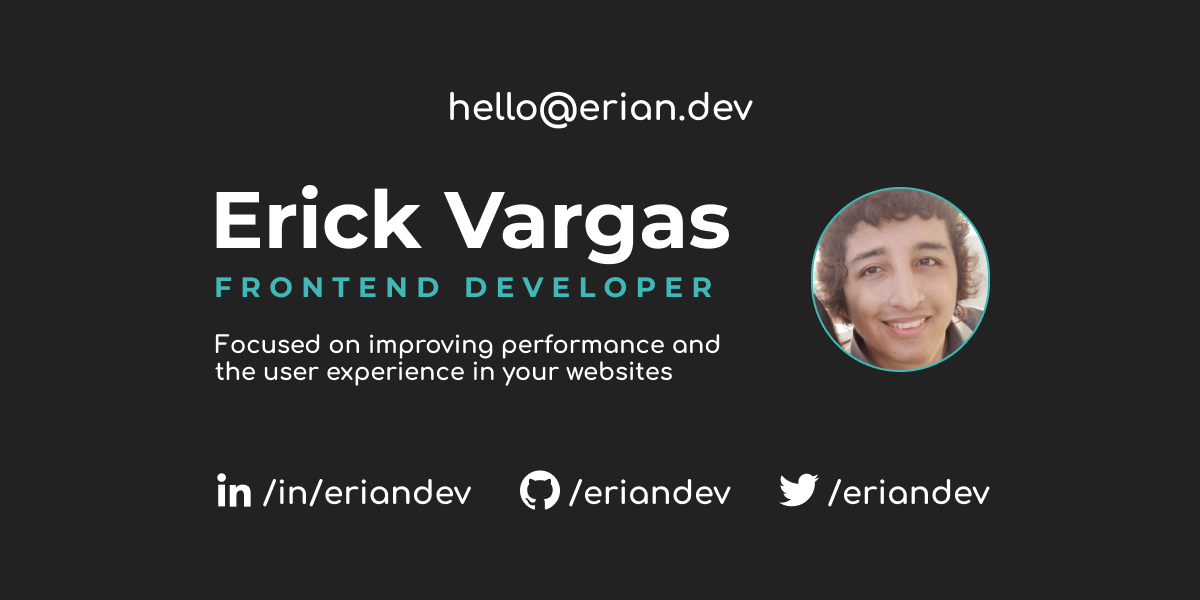 hello@erian.dev
Erick Vargas
FRONTEND DEVELOPER
Focused on improving performance and
the user experience in your websites
in /in/eriandev /eriandev /eriandev